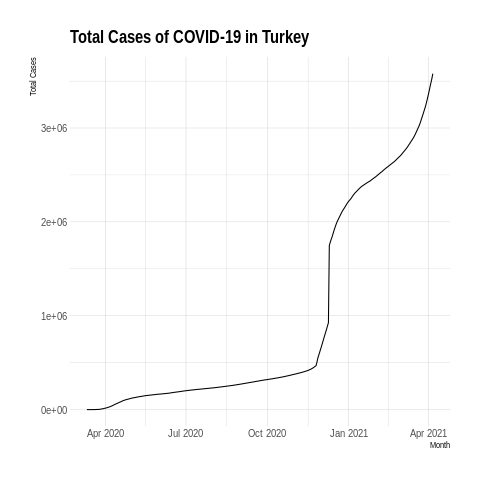 Total Cases of COVID-19 in Turkey
Total Cases
3e+06
2e+06
1e+06
0e+00
Apr 2020 Jul 2020 Oct 2020 Jan 2021 Apr 2021
Month